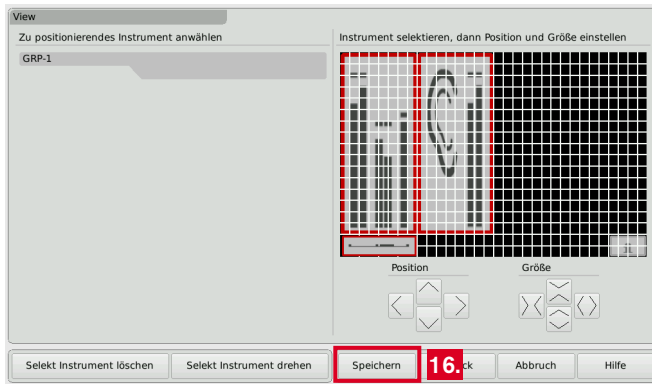 View
Zu positionierendes Instrument anwählen
GRP-1
Instrument selektieren, dann Position und Größe einstellen
Position
Größe
Selekt Instrument löschen
Selekt Instrument drehen
Speichern
16.
ck
Abbruch
Hilfe